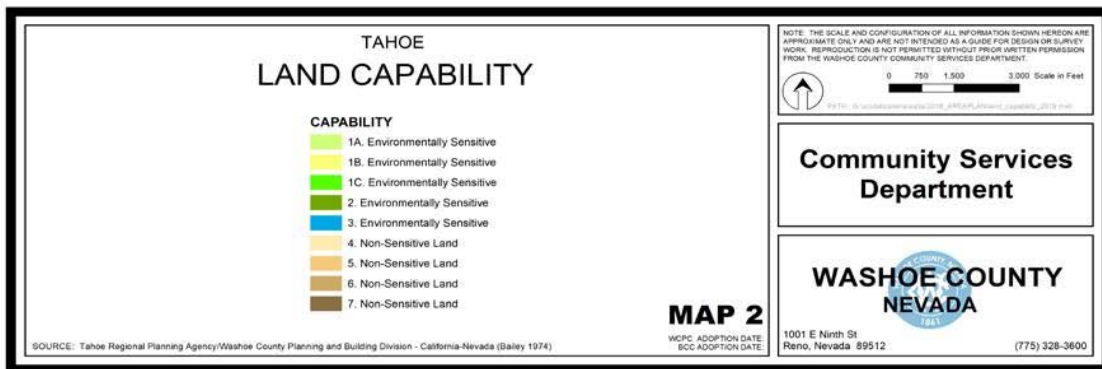 TAHOE
LAND CAPABILITY
CAPABILITY
1A. Environmentally Sensitive
1B. Environmentally Sensitive
1C. Environmentally Sensitive
2. Environmentally Sensitive
3. Environmentally Sensitive
4. Non-Sensitive Land
5. Non-Sensitive Land
6. Non-Sensitive Land
7. Non-Sensitive Land
MAP 2
WCPC ADOPTION DATE:
BCC ADOPTION DATE:
SOURCE: Tahoe Regional Planning Agency/Washoe County Planning and Building Division - California-Nevada (Bailey 1974)
NOTE: THE SCALE AND CONFIGURATION OF ALL INFORMATION SHOWN HEREON ARE
APPROXIMATE ONLY AND ARE NOT INTENDED AS A GUIDE FOR DESIGN OR SURVEY
WORK. REPRODUCTION IS NOT PERMITTED WITHOUT PRIOR WRITTEN PERMISSION
FROM THE WASHOE COUNTY COMMUNITY SERVICES DEPARTMENT.
0 750 1,500 3,000 Scale in Feet
PATH:
Community Services
Department
WASHOE COUNTY
NEVADA
1861
1001 E Ninth St
Reno, Nevada 89512
(775) 328-3600